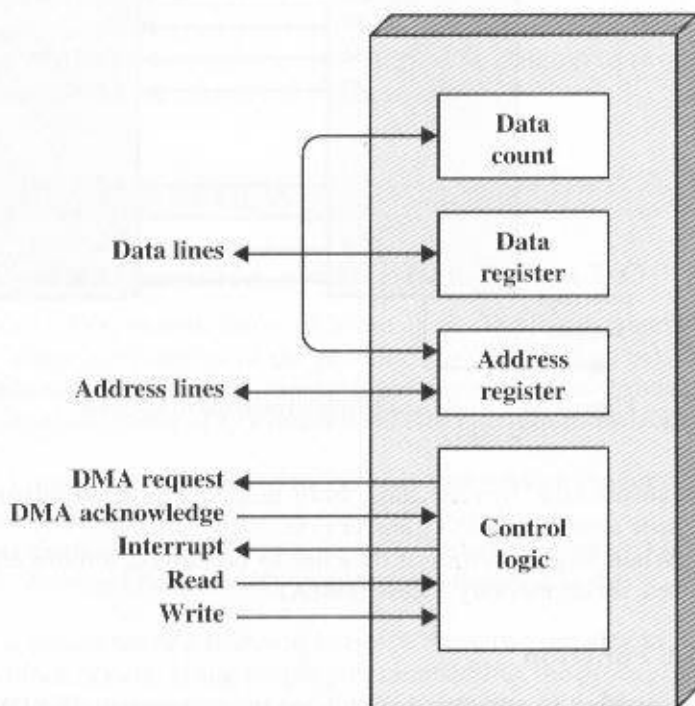 Data
count
Data lines
Data
register
Address
register
Address lines
DMA request
DMA acknowledge
Interrupt
Read
Write
Control
logic